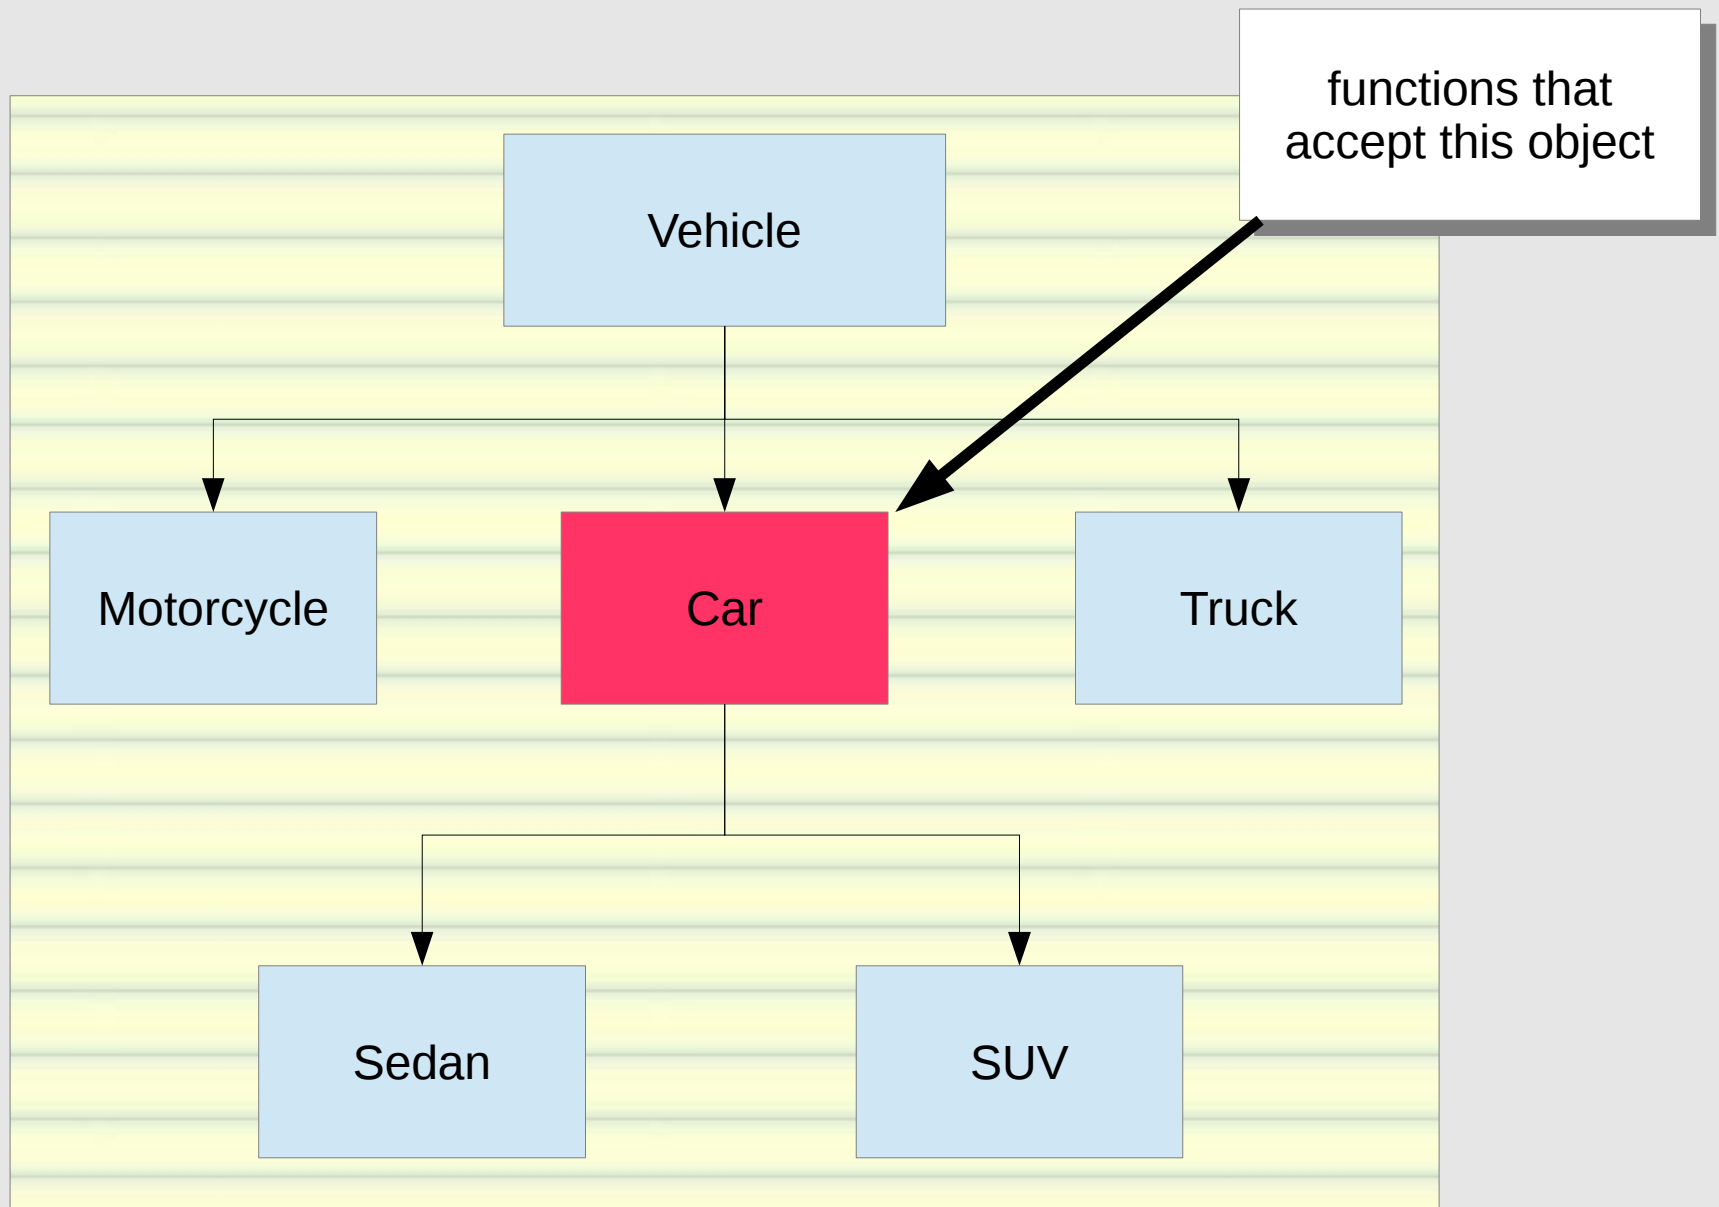 functions that
accept this object
Vehicle
Motorcycle
Car
Truck
Sedan
SUV